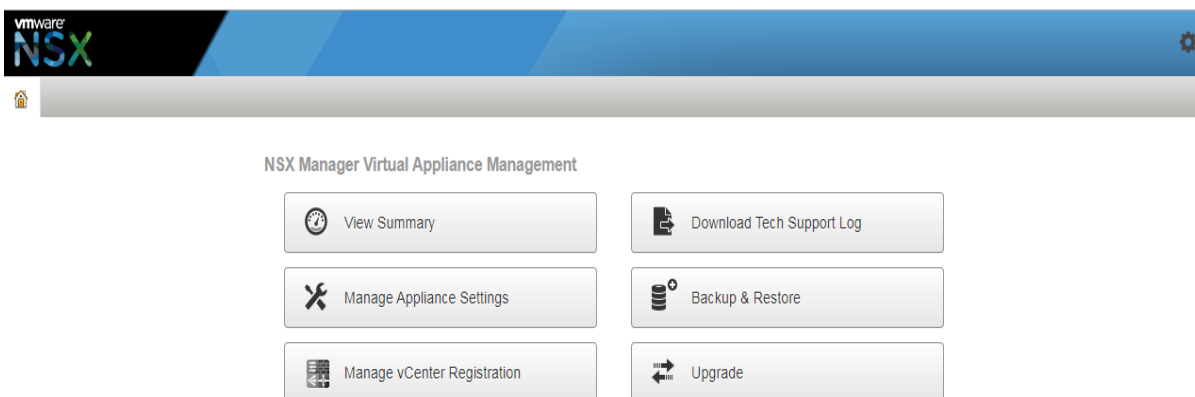 vmware
NSX
NSX Manager Virtual Appliance Management
View Summary
Download Tech Support Log
Manage Appliance Settings
Backup & Restore
Manage vCenter Registration
Upgrade